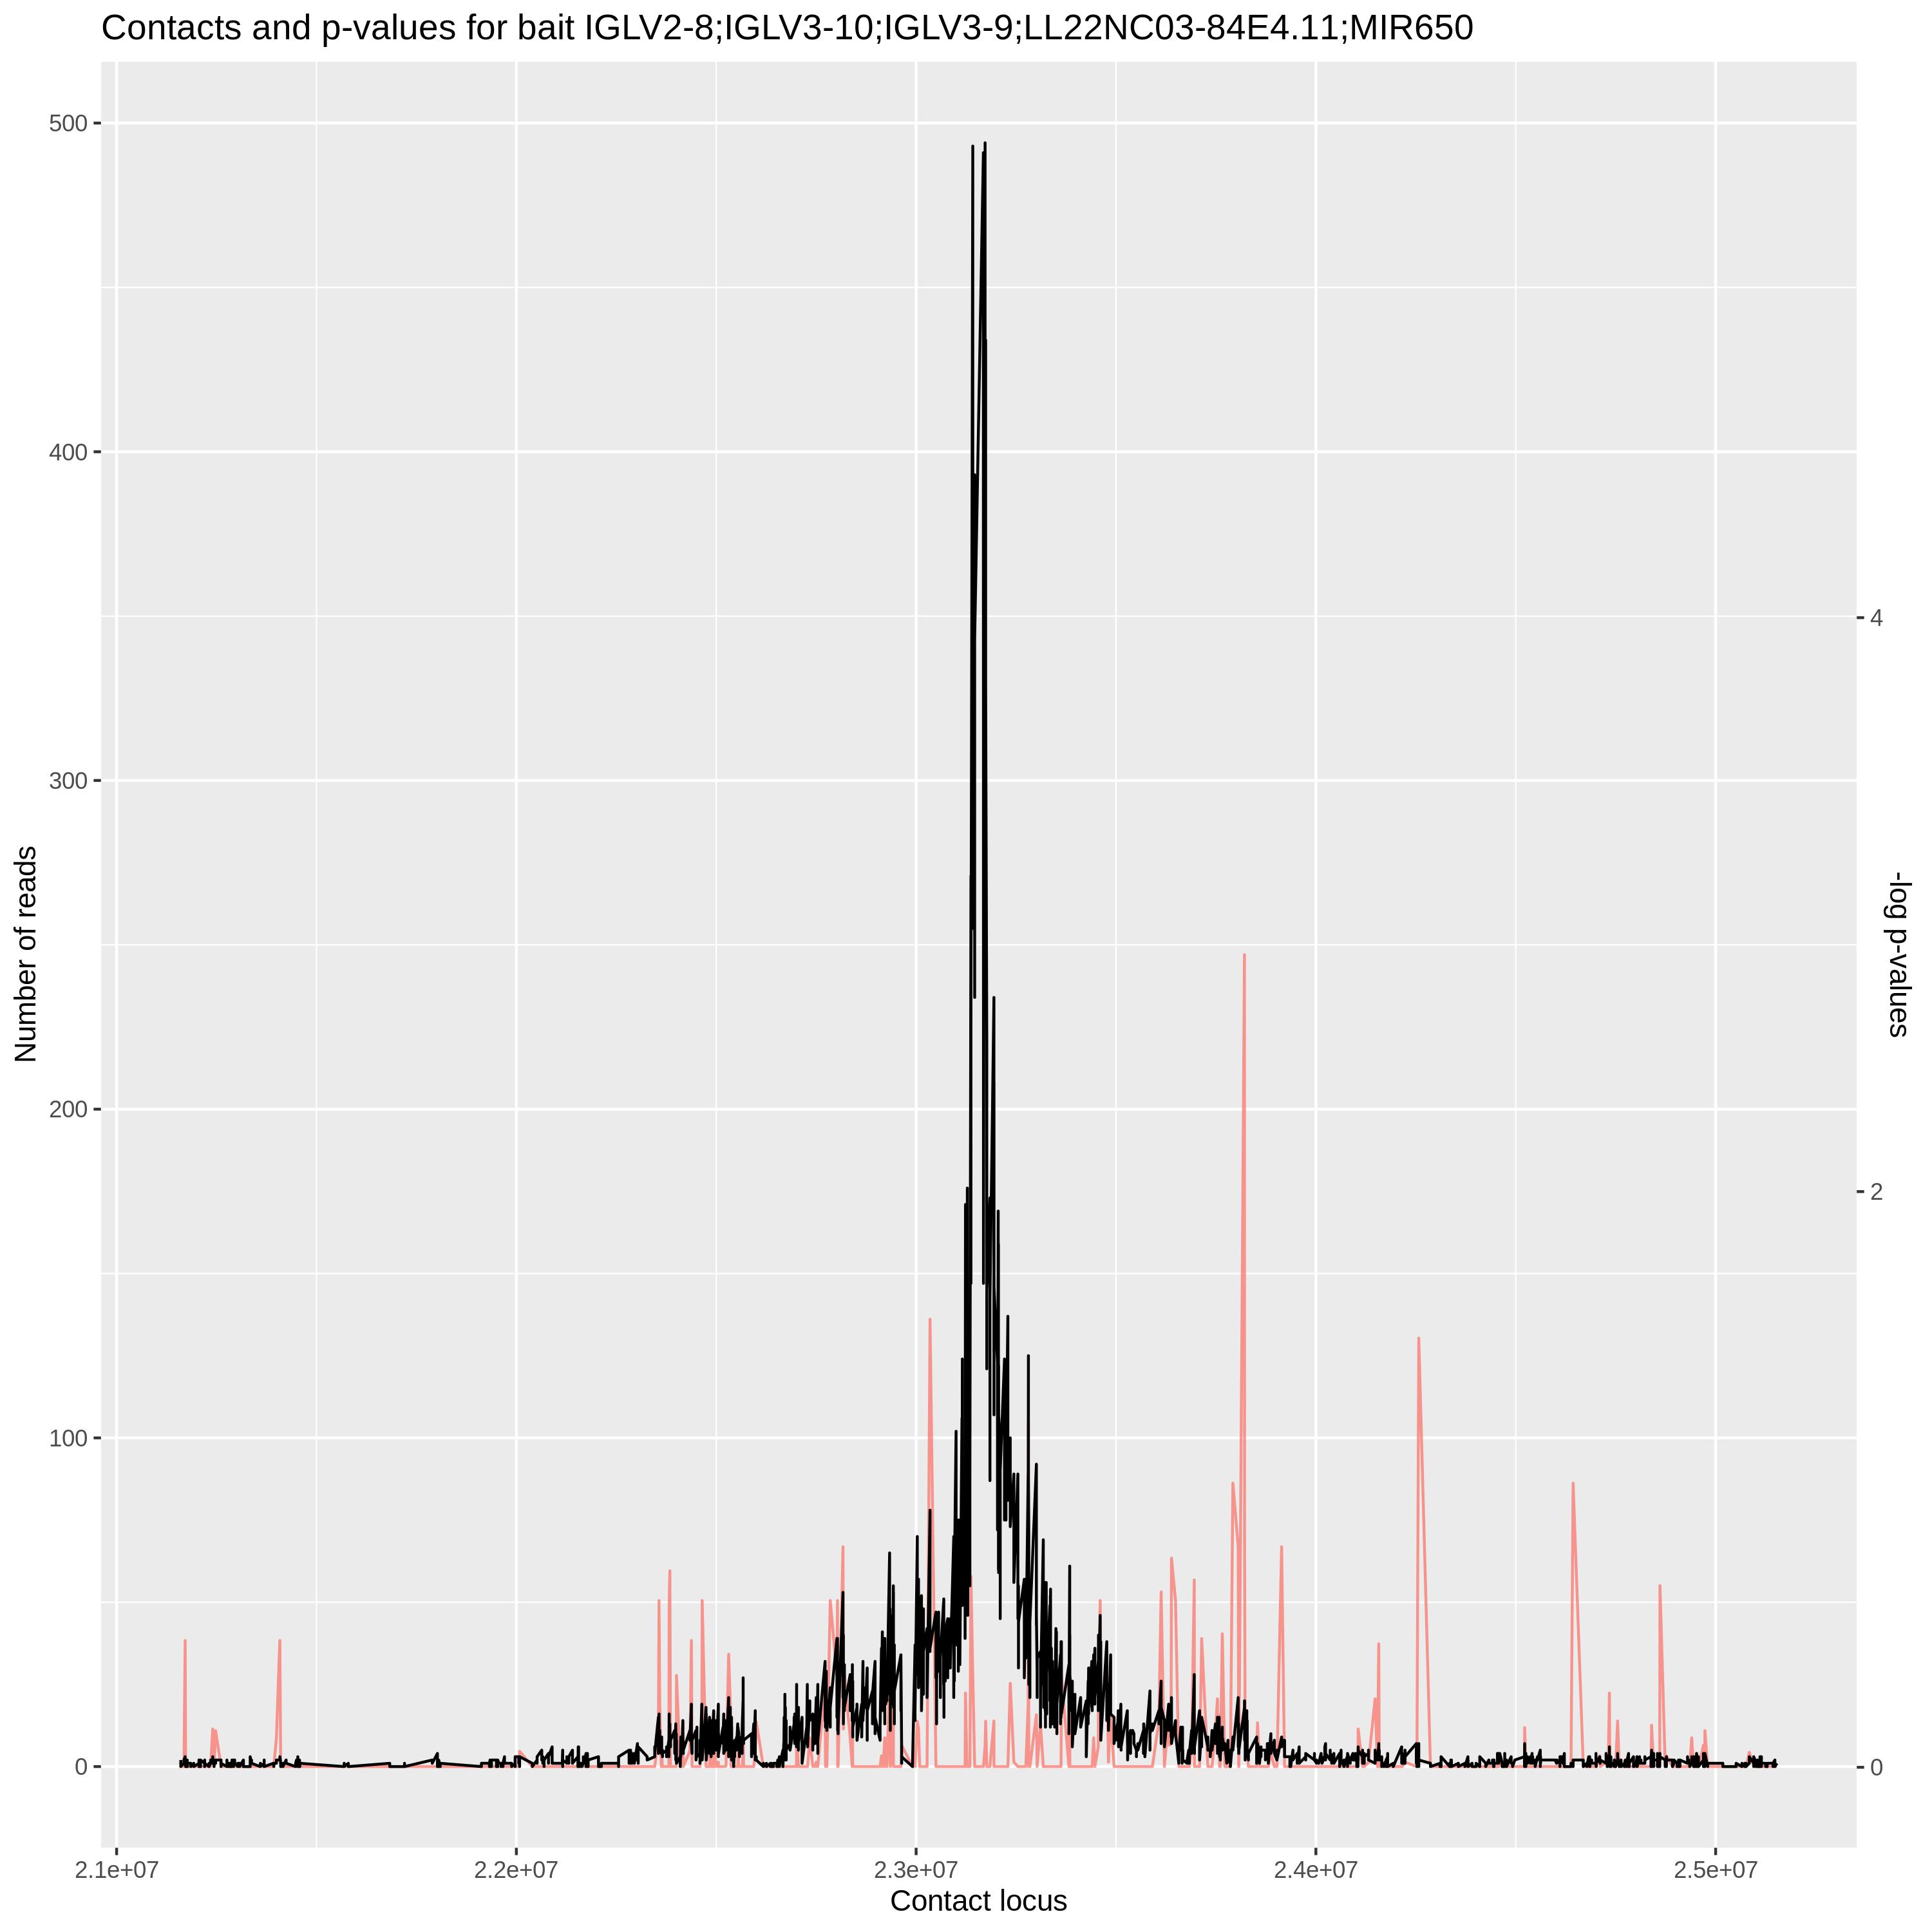 Contacts and p-values for bait IGLV2-8;IGLV3-10;IGLV3-9;LL22NC03-84E4.11;MIR650
500
400
300
200
100
0
Number of reads
4
2
0
-log p-values
2.1e+07
2.2e+07
2.3e+07
2.4e+07
2.5e+07
Contact locus